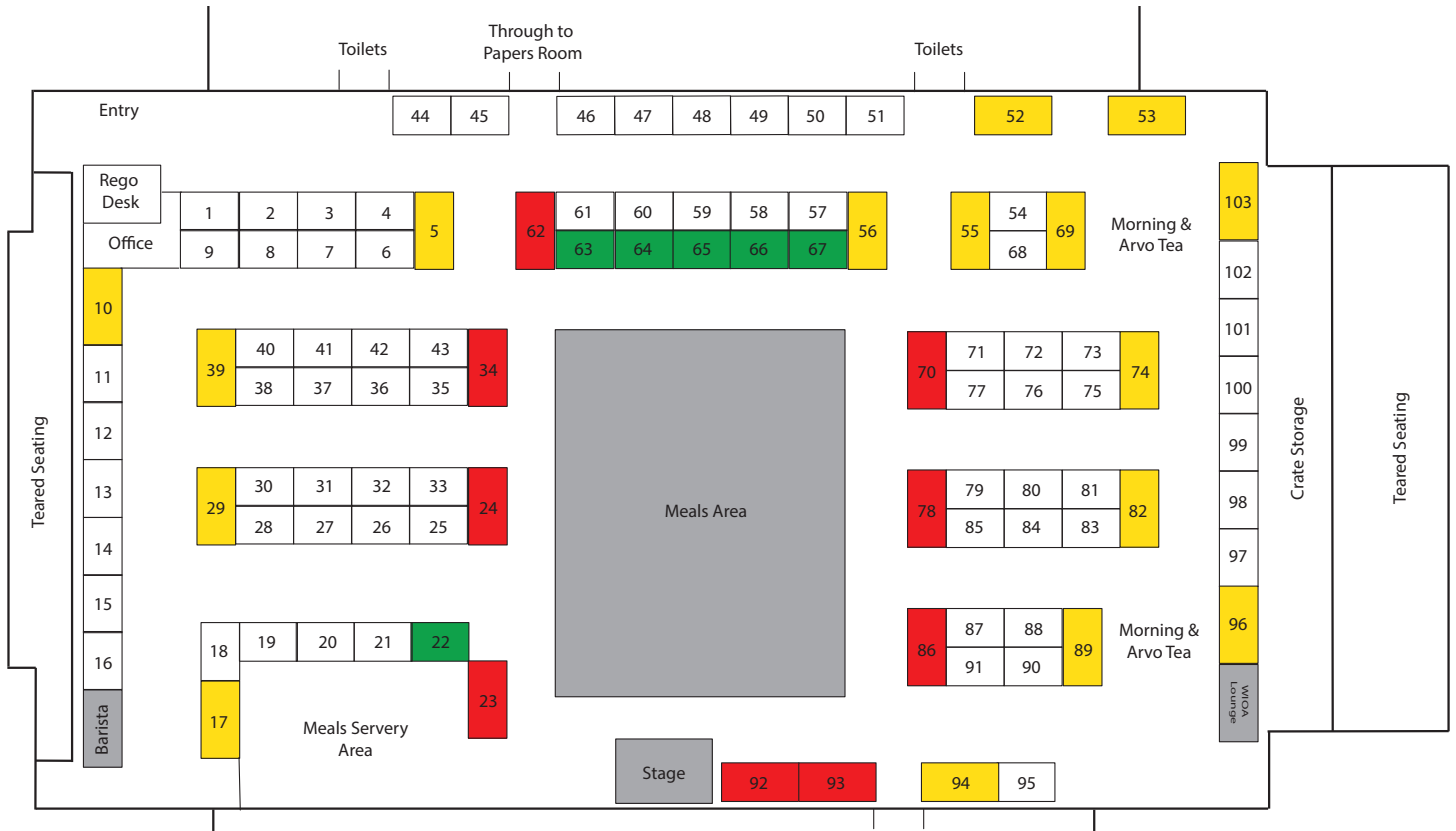 Through to
Papers Room
Toilets
Toilets
Entry
44 45 46 47 48 49 50 51 52 53
Rego
Desk
Office
1 2 3 4 5
9 8 7 6
62 61 60 59 58 57 56
63 64 65 66 67
55 54 69
68
Morning &
Arvo Tea
103
102
101
100
99
98
97
96
WIOA
Lounge
10
11
12
13
14
15
16
Barista
Teared Seating
39 40 41 42 43 34
38 37 36 35
70 71 72 73 74
77 76 75
29 30 31 32 33 24
28 27 26 25
Meals Area
78 79 80 81 82
85 84 83
Crate Storage
Teared Seating
18 19 20 21 22
17
23
Meals Servery
Area
86 87 88 89
91 90
Morning &
Arvo Tea
Stage
92 93 94 95